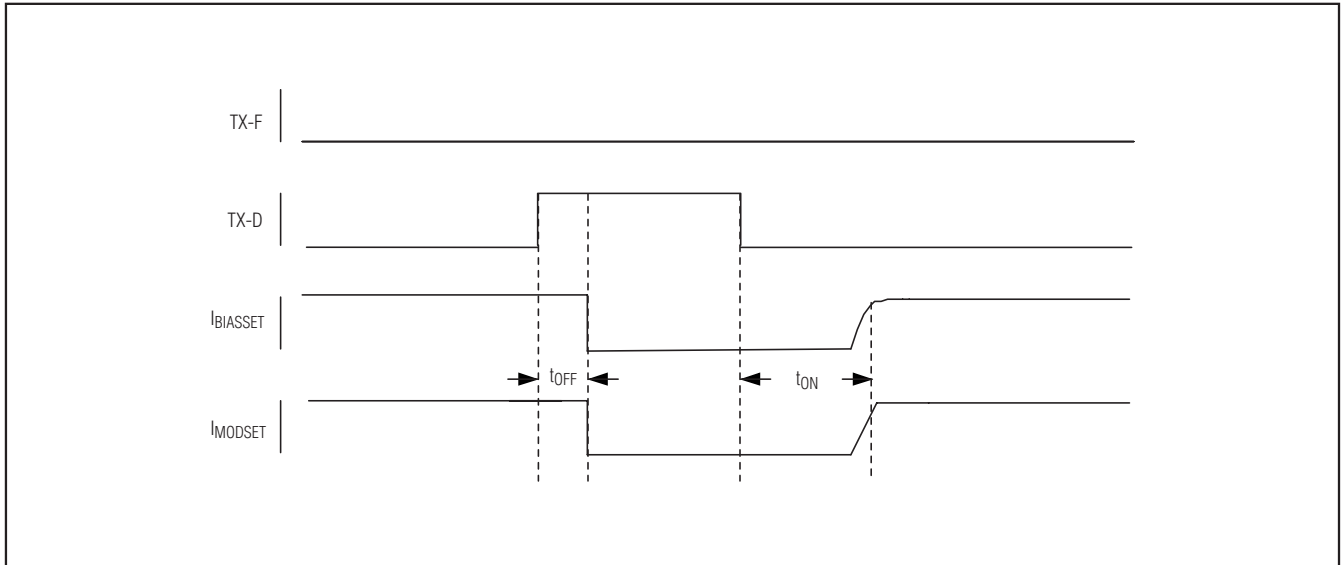 TX-F
TX-D
IBIASSET
tOFF
tON
IMODSET